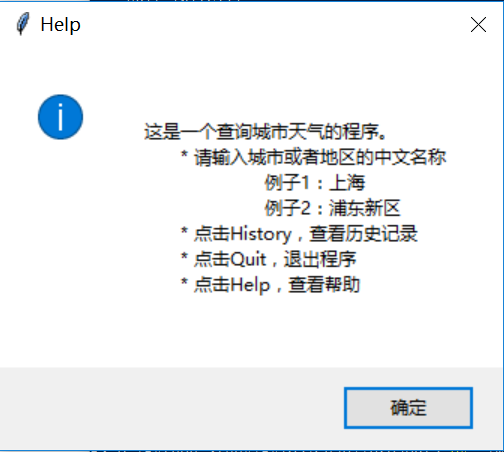 Help
这是一个查询城市天气的程序。
* 请输入城市或者地区的中文名称
例子1：上海
例子2：浦东新区
* 点击History，查看历史记录
* 点击Quit，退出程序
* 点击Help，查看帮助
确定